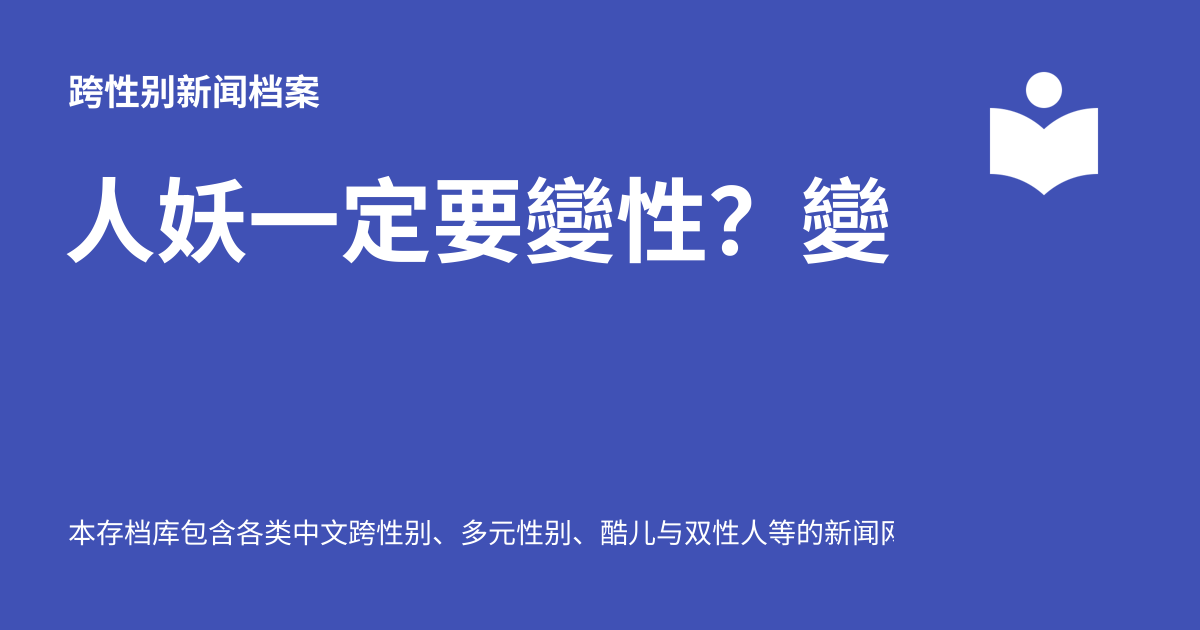 跨性别新闻档案
人妖一定要變性？變
本存档库包含各类中文跨性别、多元性别、酷儿与双性人等的新闻